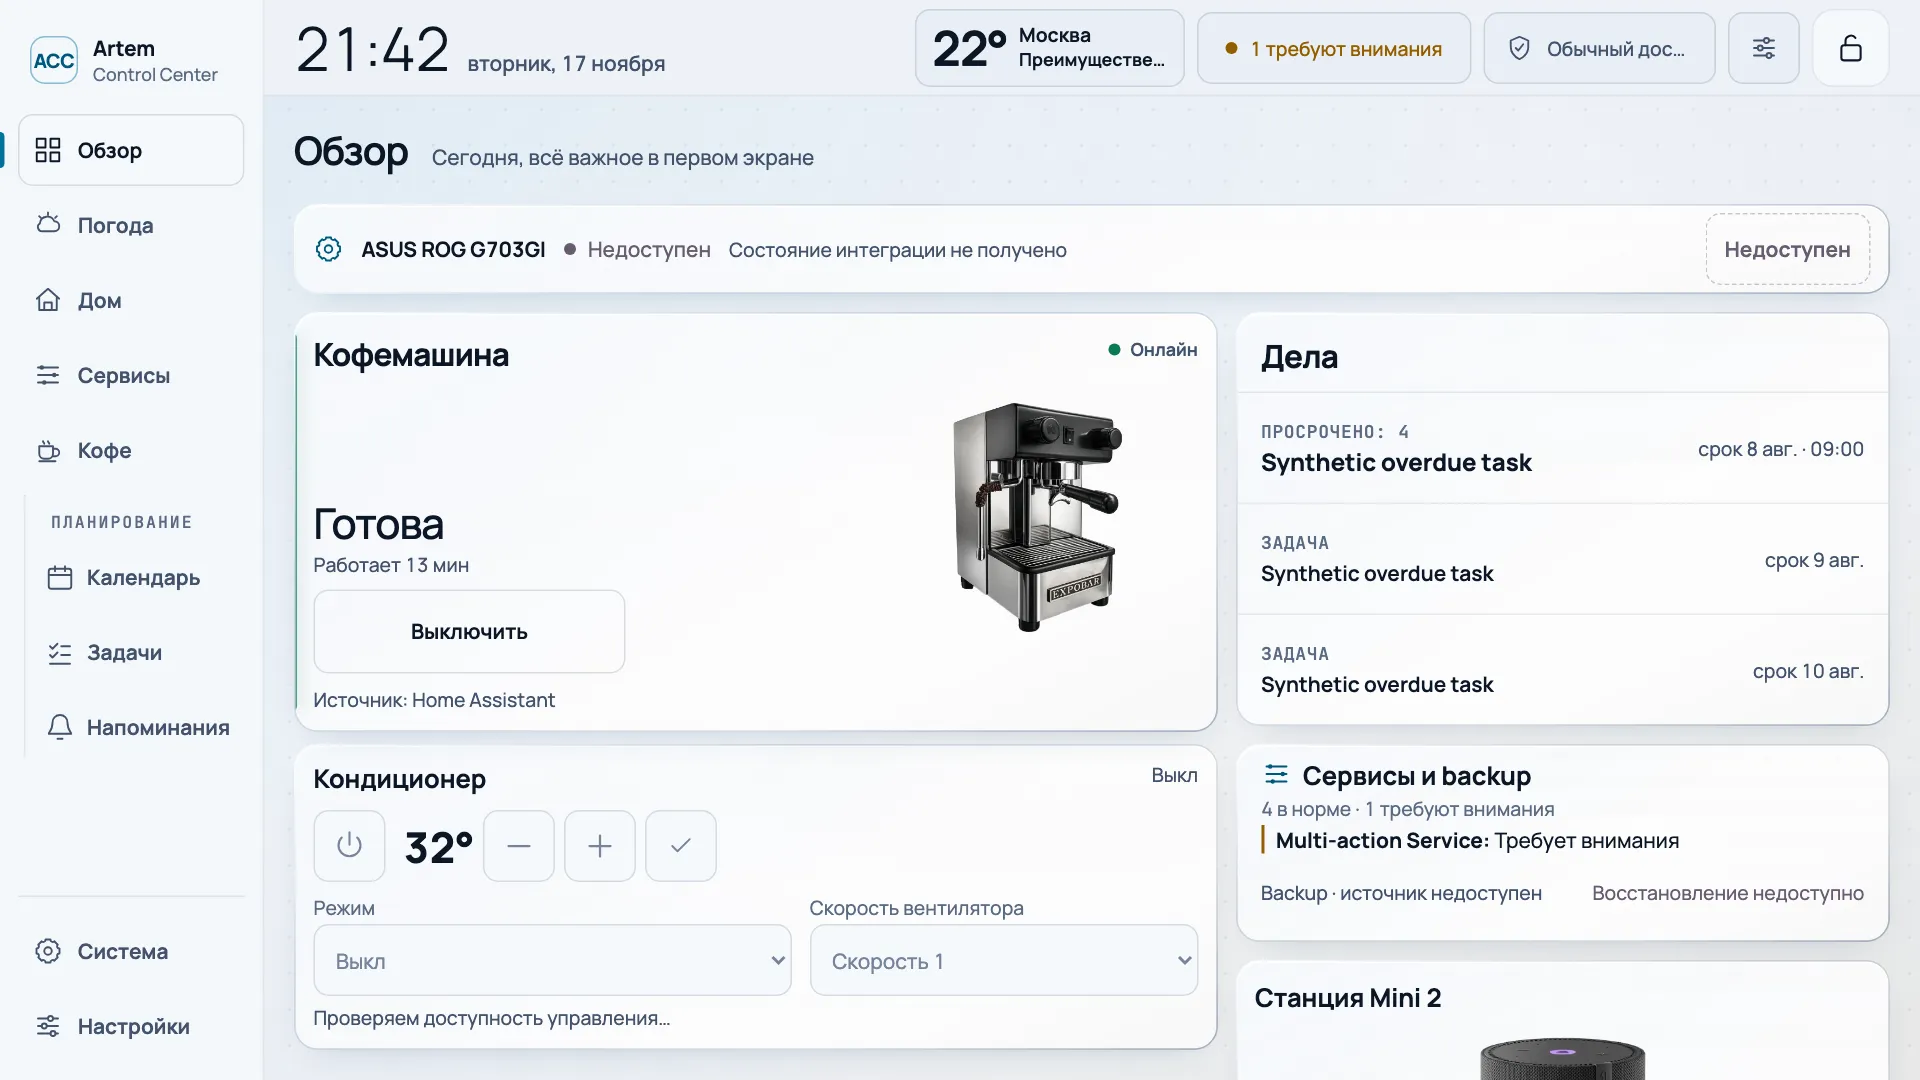 ACC
Artem
Control Center
21:42
вторник, 17 ноября
22°
Москва
Преимуществе…
1 требуют внимания
Обычный дос…
Обзор
Погода
Дом
Сервисы
Кофе
ПЛАНИРОВАНИЕ
Календарь
Задачи
Напоминания
Система
Настройки
Обзор
Сегодня, всё важное в первом экране
ASUS ROG G703GI
Недоступен
Состояние интеграции не получено
Недоступен
Кофемашина
Онлайн
EXPOBAR
Готова
Работает 13 мин
Выключить
Источник: Home Assistant
Дела
ПРОСРОЧЕНО: 4
Synthetic overdue task
срок 8 авг. · 09:00
ЗАДАЧА
Synthetic overdue task
срок 9 авг.
ЗАДАЧА
Synthetic overdue task
срок 10 авг.
Кондиционер
Выкл
32°
Режим
Выкл
Скорость вентилятора
Скорость 1
Проверяем доступность управления…
Сервисы и backup
4 в норме · 1 требуют внимания
Multi-action Service: Требует внимания
Backup · источник недоступен
Восстановление недоступно
Станция Mini 2